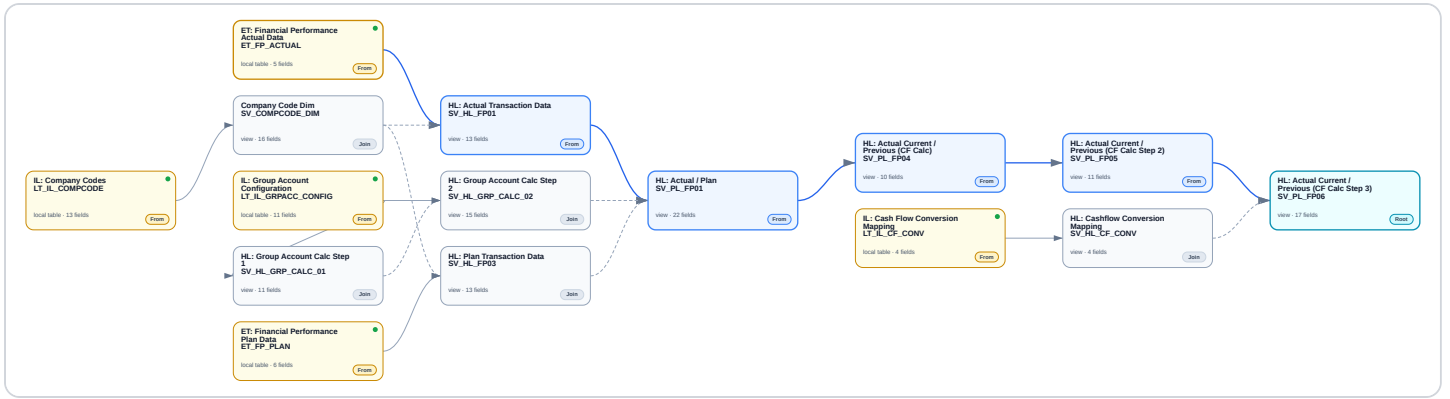 IL: Company Codes
LT_IL_COMPCODE
local table · 13 fields
From
ET: Financial Performance
Actual Data
ET_FP_ACTUAL
local table · 5 fields
From
Company Code Dim
SV_COMPCODE_DIM
view · 16 fields
Join
IL: Group Account
Configuration
LT_IL_GRPACC_CONFIG
local table · 11 fields
From
HL: Group Account Calc Step
1
SV_HL_GRP_CALC_01
view · 11 fields
Join
ET: Financial Performance
Plan Data
ET_FP_PLAN
local table · 6 fields
From
HL: Actual Transaction Data
SV_HL_FP01
view · 13 fields
From
HL: Group Account Calc Step
2
SV_HL_GRP_CALC_02
view · 15 fields
Join
HL: Plan Transaction Data
SV_HL_FP03
view · 13 fields
Join
HL: Actual / Plan
SV_PL_FP01
view · 22 fields
From
HL: Actual Current /
Previous (CF Calc)
SV_PL_FP04
view · 10 fields
From
IL: Cash Flow Conversion
Mapping
LT_IL_CF_CONV
local table · 4 fields
From
HL: Actual Current /
Previous (CF Calc Step 2)
SV_PL_FP05
view · 11 fields
From
HL: Cashflow Conversion
Mapping
SV_HL_CF_CONV
view · 4 fields
Join
HL: Actual Current /
Previous (CF Calc Step 3)
SV_PL_FP06
view · 17 fields
Root